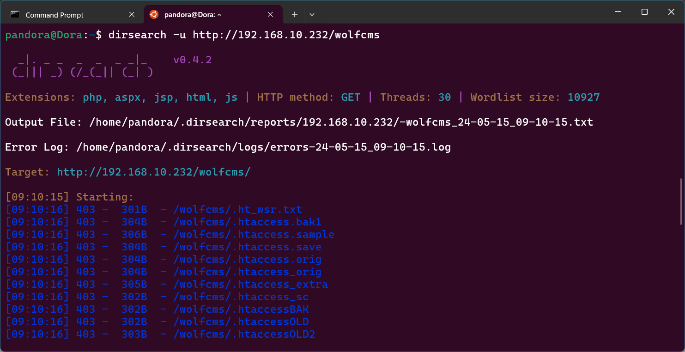 Command Prompt
pandora@Dora: ~
pandora@Dora:~$ dirsearch -u http://192.168.10.232/wolfcms
_|. _ _  _  _  _ _|_    v0.4.2
(_||| _) (/_(_|| (_| )
Extensions: php, aspx, jsp, html, js | HTTP method: GET | Threads: 30 | Wordlist size: 10927
Output File: /home/pandora/.dirsearch/reports/192.168.10.232/-wolfcms_24-05-15_09-10-15.txt
Error Log: /home/pandora/.dirsearch/logs/errors-24-05-15_09-10-15.log
Target: http://192.168.10.232/wolfcms/
[09:10:15] Starting:
[09:10:16] 403 -  301B  - /wolfcms/.ht_wsr.txt
[09:10:16] 403 -  304B  - /wolfcms/.htaccess.bak1
[09:10:16] 403 -  306B  - /wolfcms/.htaccess.sample
[09:10:16] 403 -  304B  - /wolfcms/.htaccess.save
[09:10:16] 403 -  304B  - /wolfcms/.htaccess.orig
[09:10:16] 403 -  304B  - /wolfcms/.htaccess_orig
[09:10:16] 403 -  305B  - /wolfcms/.htaccess_extra
[09:10:16] 403 -  302B  - /wolfcms/.htaccess_sc
[09:10:16] 403 -  302B  - /wolfcms/.htaccessBAK
[09:10:16] 403 -  302B  - /wolfcms/.htaccessOLD
[09:10:16] 403 -  303B  - /wolfcms/.htaccessOLD2